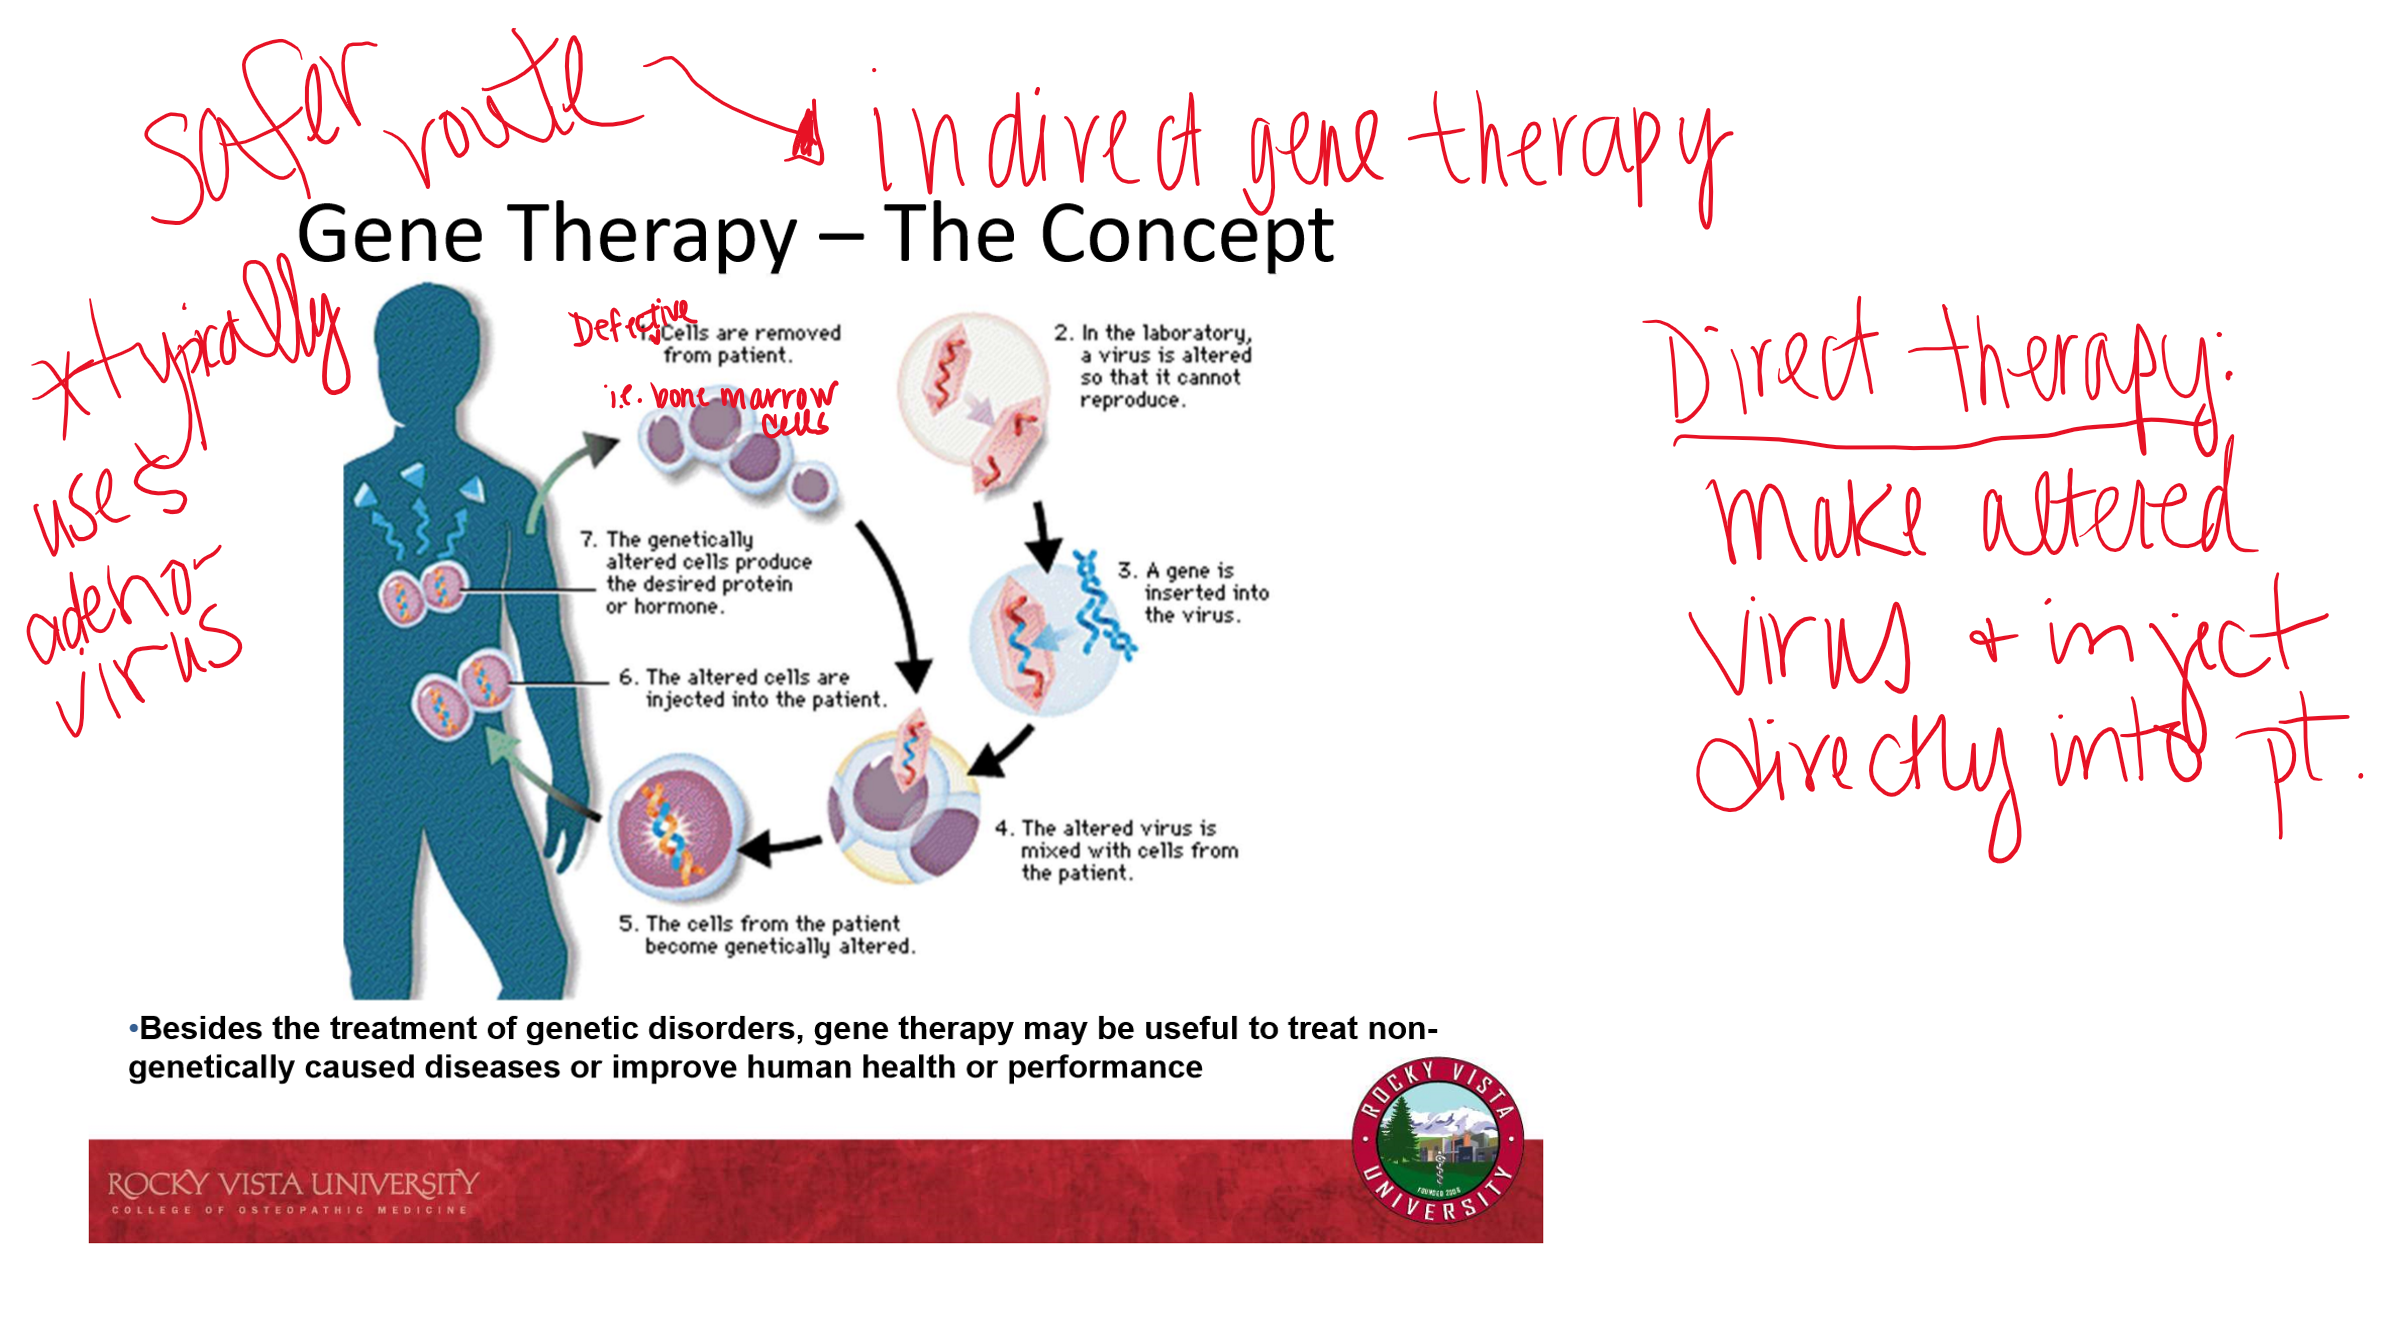 safer route → indirect gene therapy
Gene Therapy – The Concept
*typically
uses
adeno-
virus
Defective
1. Cells are removed
from patient.
i.e. bone marrow
cells
2. In the laboratory,
a virus is altered
so that it cannot
reproduce.
3. A gene is
inserted into
the virus.
4. The altered virus is
mixed with cells from
the patient.
5. The cells from the patient
become genetically altered.
6. The altered cells are
injected into the patient.
7. The genetically
altered cells produce
the desired protein
or hormone.
Direct therapy:
make altered
virus + inject
directly into pt.
•Besides the treatment of genetic disorders, gene therapy may be useful to treat non-
genetically caused diseases or improve human health or performance
ROCKY VISTA UNIVERSITY
COLLEGE OF OSTEOPATHIC MEDICINE
ROCKY VISTA
UNIVERSITY
FOUNDED 2006